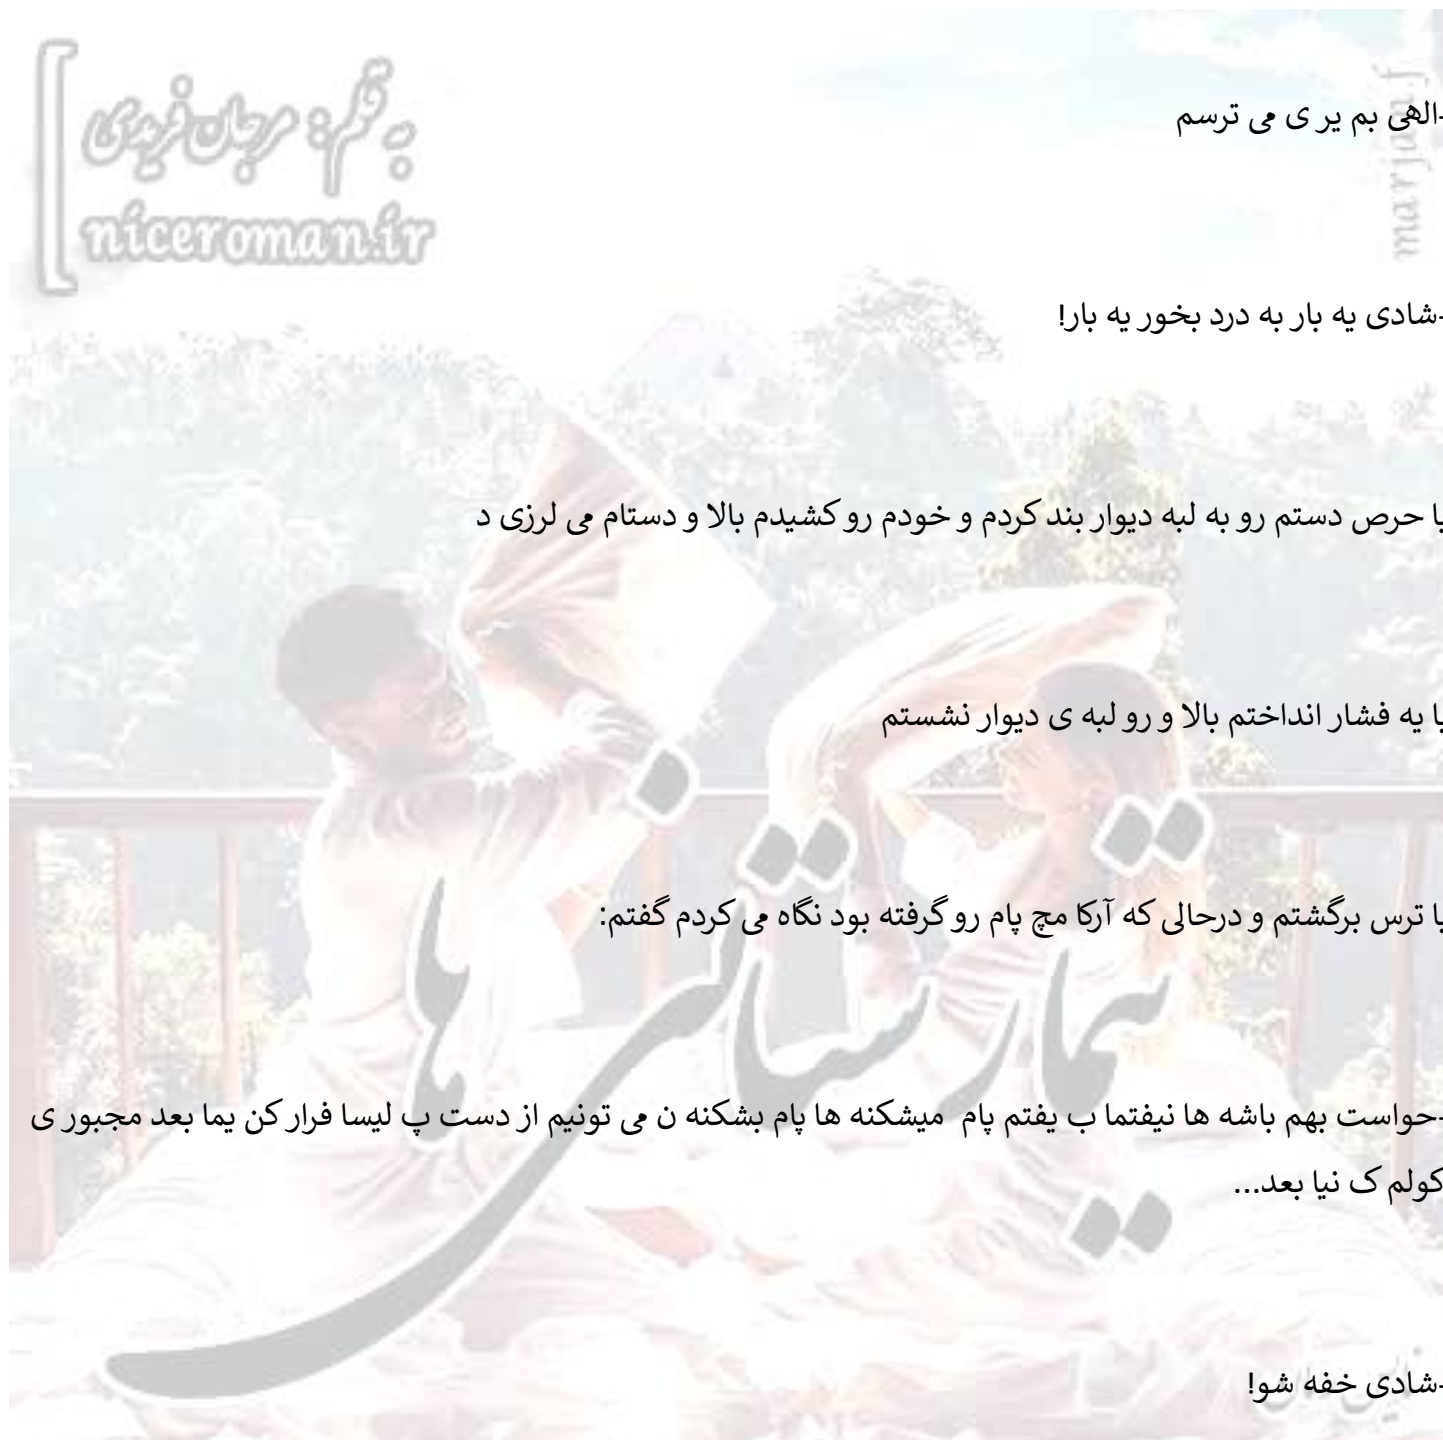 به قلم: مرجان فریدی
niceroman.ir
marjan f
-الهی بم یر ی می ترسم
-شادی یه بار به درد بخور یه بار!
با حرص دستم رو به لبه دیوار بند کردم و خودم رو کشیدم بالا و دستام می لرزی د
با یه فشار انداختم بالا و رو لبه ی دیوار نشستم
با ترس برگشتم و درحالی که آرکا مچ پام رو گرفته بود نگاه می کردم گفتم:
تیمارستانی ها
-حواست بهم باشه ها نیفتما ب یفتم پام میشکنه ها پام بشکنه ن می تونیم از دست پ لیسا فرار کن یما بعد مجبور ی
کولم ک نیا بعد...
-شادی خفه شو!